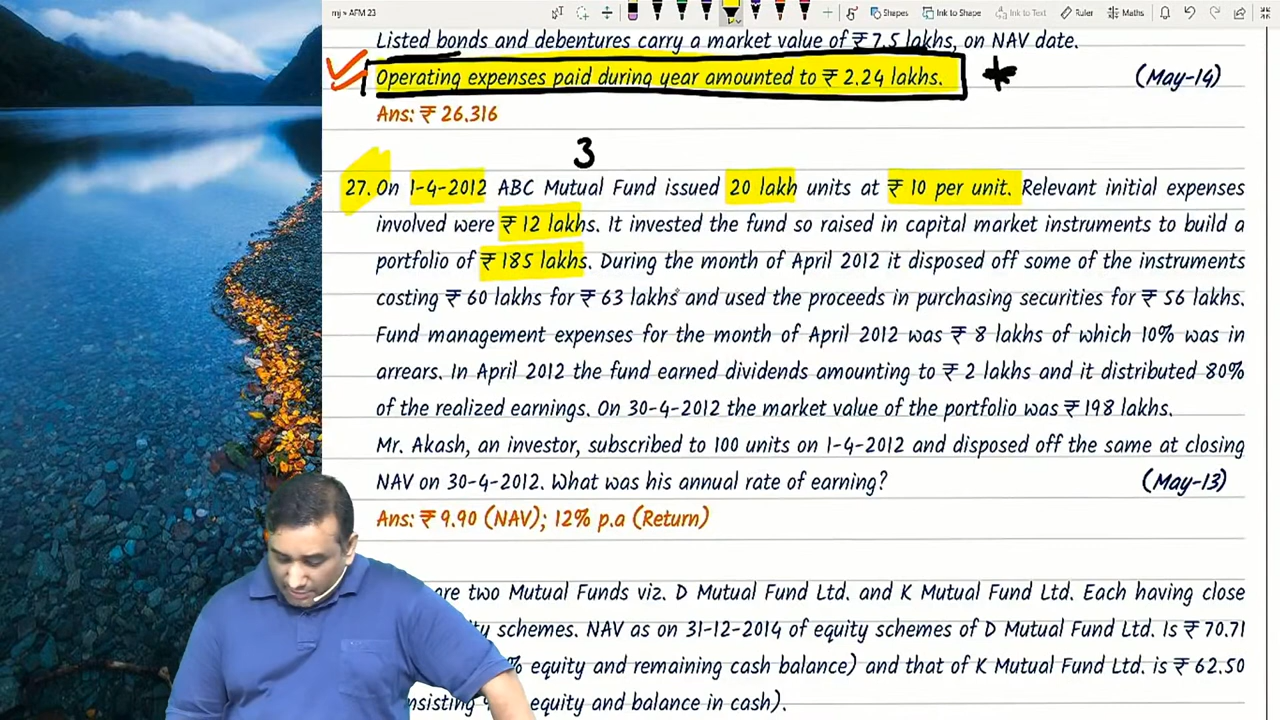 mj » AFM 23
Shapes Ink to Shape Ink to Text Ruler Maths
Listed bonds and debentures carry a market value of ₹ 7.5 lakhs, on NAV date.
Operating expenses paid during year amounted to ₹ 2.24 lakhs. (May-14)
Ans: ₹ 26.316
3
27. On 1-4-2012 ABC Mutual Fund issued 20 lakh units at ₹ 10 per unit. Relevant initial expenses
involved were ₹ 12 lakhs. It invested the fund so raised in capital market instruments to build a
portfolio of ₹ 185 lakhs. During the month of April 2012 it disposed off some of the instruments
costing ₹ 60 lakhs for ₹ 63 lakhs and used the proceeds in purchasing securities for ₹ 56 lakhs.
Fund management expenses for the month of April 2012 was ₹ 8 lakhs of which 10% was in
arrears. In April 2012 the fund earned dividends amounting to ₹ 2 lakhs and it distributed 80%
of the realized earnings. On 30-4-2012 the market value of the portfolio was ₹ 198 lakhs.
Mr. Akash, an investor, subscribed to 100 units on 1-4-2012 and disposed off the same at closing
NAV on 30-4-2012. What was his annual rate of earning? (May-13)
Ans: ₹ 9.90 (NAV); 12% p.a (Return)
are two Mutual Funds viz. D Mutual Fund Ltd. and K Mutual Fund Ltd. Each having close
schemes. NAV as on 31-12-2014 of equity schemes of D Mutual Fund Ltd. Is ₹ 70.71
% equity and remaining cash balance) and that of K Mutual Fund Ltd. is ₹ 62.50
equity and balance in cash).